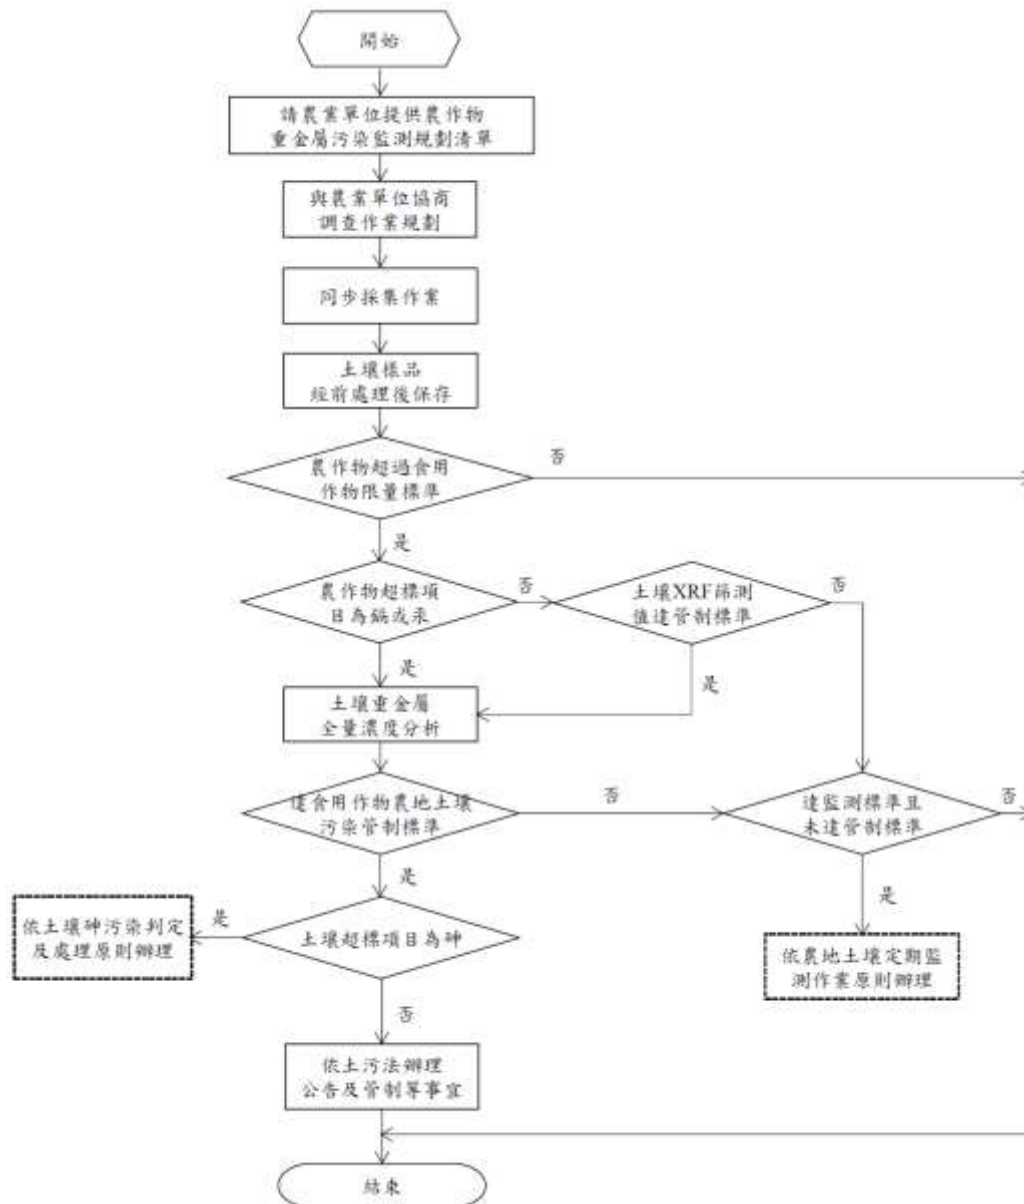 開始
請農業單位提供農作物
重金屬污染監測規劃清單
與農業單位協商
調查作業規劃
同步採集作業
土壤樣品
經前處理後保存
農作物超過食用
作物限量標準
否
是
農作物超標項
目為鎘或汞
否
土壤XRF篩測
值達管制標準
否
是
是
土壤重金屬
全量濃度分析
達食用作物農地土壤
污染管制標準
否
達監測標準且
未達管制標準
否
是
是
依土壤砷污染判定
及處理原則辦理
是
土壤超標項目為砷
依農地土壤定期監
測作業原則辦理
否
依土污法辦理
公告及管制等事宜
結束